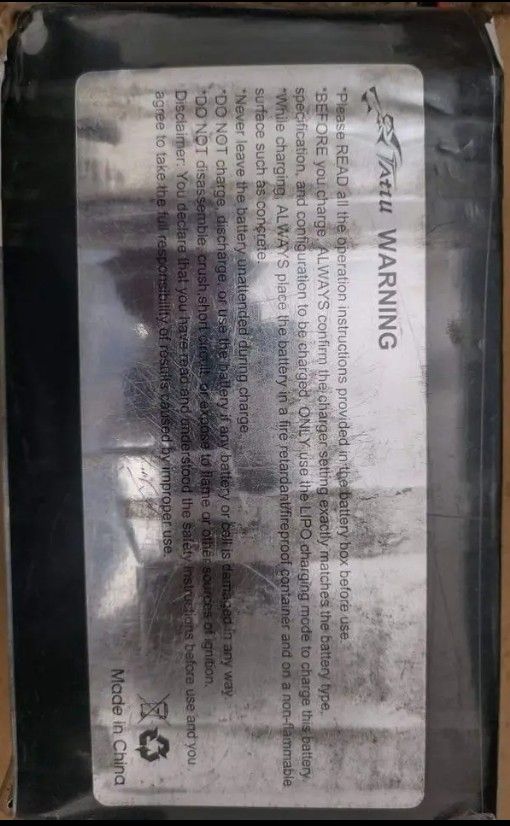 TATTU WARNING
*Please READ all the operation instructions provided in the battery box before use.
*BEFORE you charge, ALWAYS confirm the charger setting exactly matches the battery type,
specification, and configuration to be charged. ONLY use the LIPO charging mode to charge this battery.
*While charging, ALWAYS place the battery in a fire retardant/fireproof container and on a non-flammable
surface such as concrete.
*Never leave the battery unattended during charge.
*DO NOT charge, discharge, or use the battery if any battery or cell is damaged in any way.
*DO NOT disassemble, crush, short circuit, or expose to flame or other sources of ignition.
*Disclaimer: You declare that you have read and understood the safety instructions before use and you
agree to take the full responsibility of results caused by improper use.
Made in China